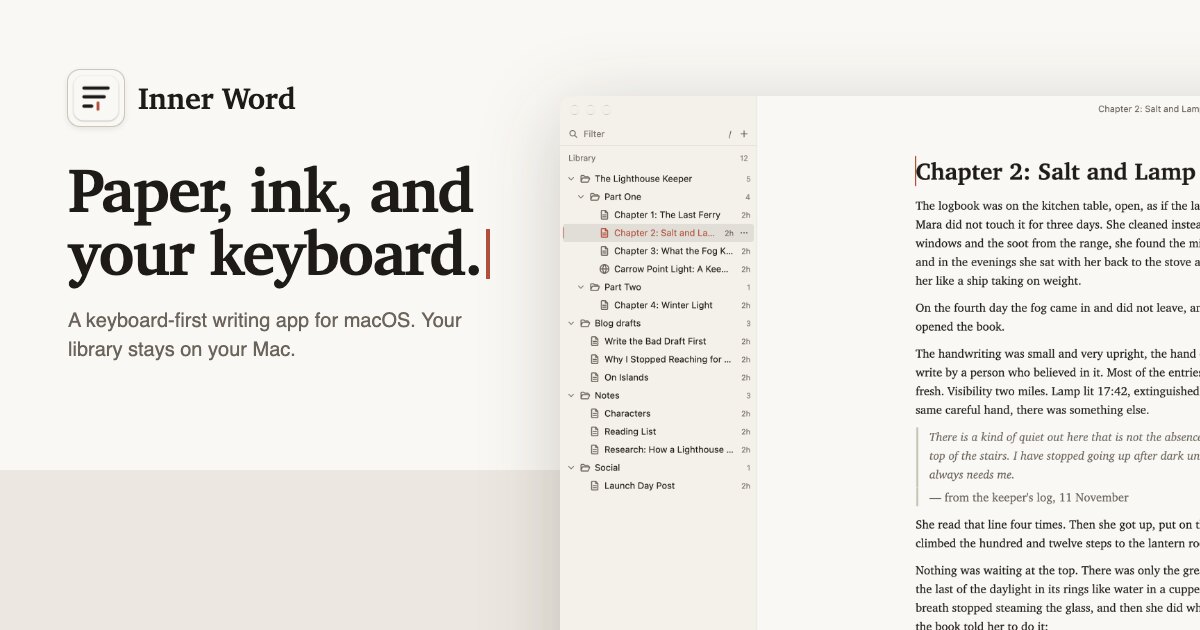 Inner Word
Paper, ink, and
your keyboard.
A keyboard-first writing app for macOS. Your
library stays on your Mac.
Filter / +
Library 12
The Lighthouse Keeper 5
Part One 4
Chapter 1: The Last Ferry 2h
Chapter 2: Salt and La... 2h ...
Chapter 3: What the Fog K... 2h
Carrow Point Light: A Kee... 2h
Part Two 1
Chapter 4: Winter Light 2h
Blog drafts 3
Write the Bad Draft First 2h
Why I Stopped Reaching for ... 2h
On Islands 2h
Notes 3
Characters 2h
Reading List 2h
Research: How a Lighthouse ... 2h
Social 1
Launch Day Post 2h
Chapter 2: Salt and Lam
Chapter 2: Salt and Lamp
The logbook was on the kitchen table, open, as if the la
Mara did not touch it for three days. She cleaned instea
windows and the soot from the range, she found the mi
and in the evenings she sat with her back to the stove a
her like a ship taking on weight.
On the fourth day the fog came in and did not leave, an
opened the book.
The handwriting was small and very upright, the hand
write by a person who believed in it. Most of the entries
fresh. Visibility two miles. Lamp lit 17:42, extinguished
same careful hand, there was something else.
There is a kind of quiet out here that is not the absence
top of the stairs. I have stopped going up after dark un
always needs me.
— from the keeper's log, 11 November
She read that line four times. Then she got up, put on t
climbed the hundred and twelve steps to the lantern ro
Nothing was waiting at the top. There was only the gre
the last of the daylight in its rings like water in a cuppe
breath stopped steaming the glass, and then she did wh
the book told her to do it: